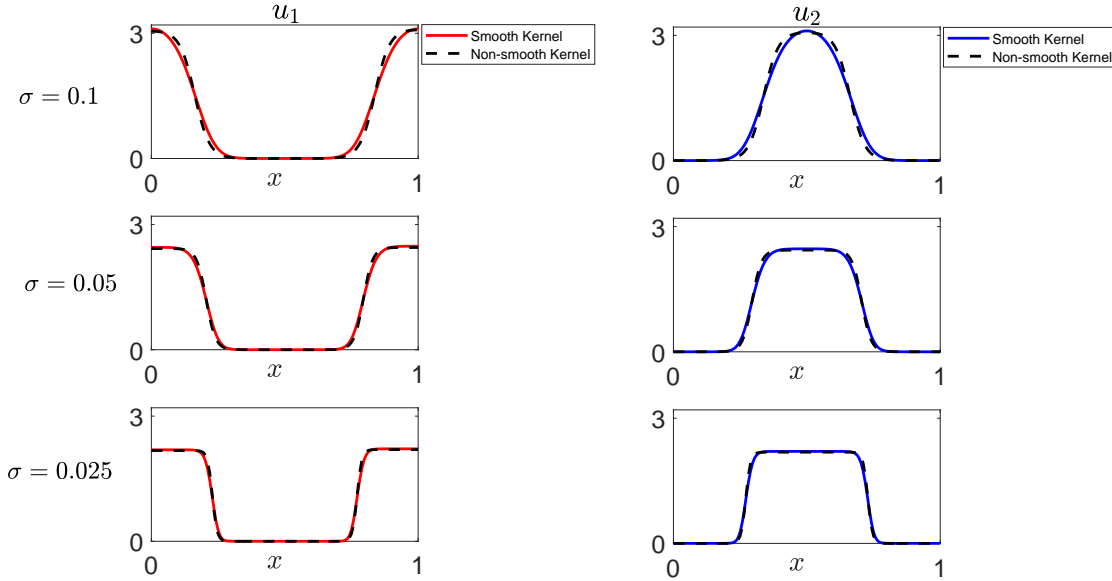 u₁
u₂
Smooth Kernel
Non-smooth Kernel
Smooth Kernel
Non-smooth Kernel
σ = 0.1
3
0
0
x
1
3
0
0
x
1
σ = 0.05
3
0
0
x
1
3
0
0
x
1
σ = 0.025
3
0
0
x
1
3
0
0
x
1